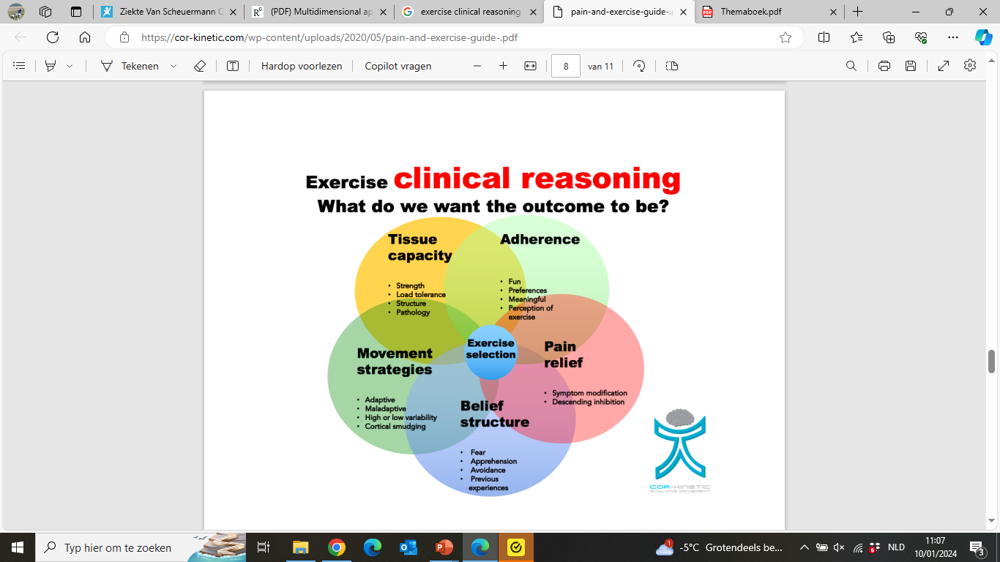 Ziekte Van Scheuermann C
(PDF) Multidimensional ap
exercise clinical reasoning
pain-and-exercise-guide-.p
Themaboek.pdf
https://cor-kinetic.com/wp-content/uploads/2020/05/pain-and-exercise-guide-.pdf
Tekenen
Hardop voorlezen
Copilot vragen
8
van 11
Exercise clinical reasoning
What do we want the outcome to be?
Tissue
capacity
• Strength
• Load tolerance
• Structure
• Pathology
Adherence
• Fun
• Preferences
• Meaningful
• Perception of
exercise
Exercise
selection
Movement
strategies
• Adaptive
• Maladaptive
• High or low variability
• Cortical smudging
Pain
relief
• Symptom modification
• Descending inhibition
Belief
structure
• Fear
• Apprehension
• Avoidance
• Previous
experiences
COR-KINETIC
EVOLVING MOVEMENT
Typ hier om te zoeken
-5°C Grotendeels be...
NLD
11:07
10/01/2024